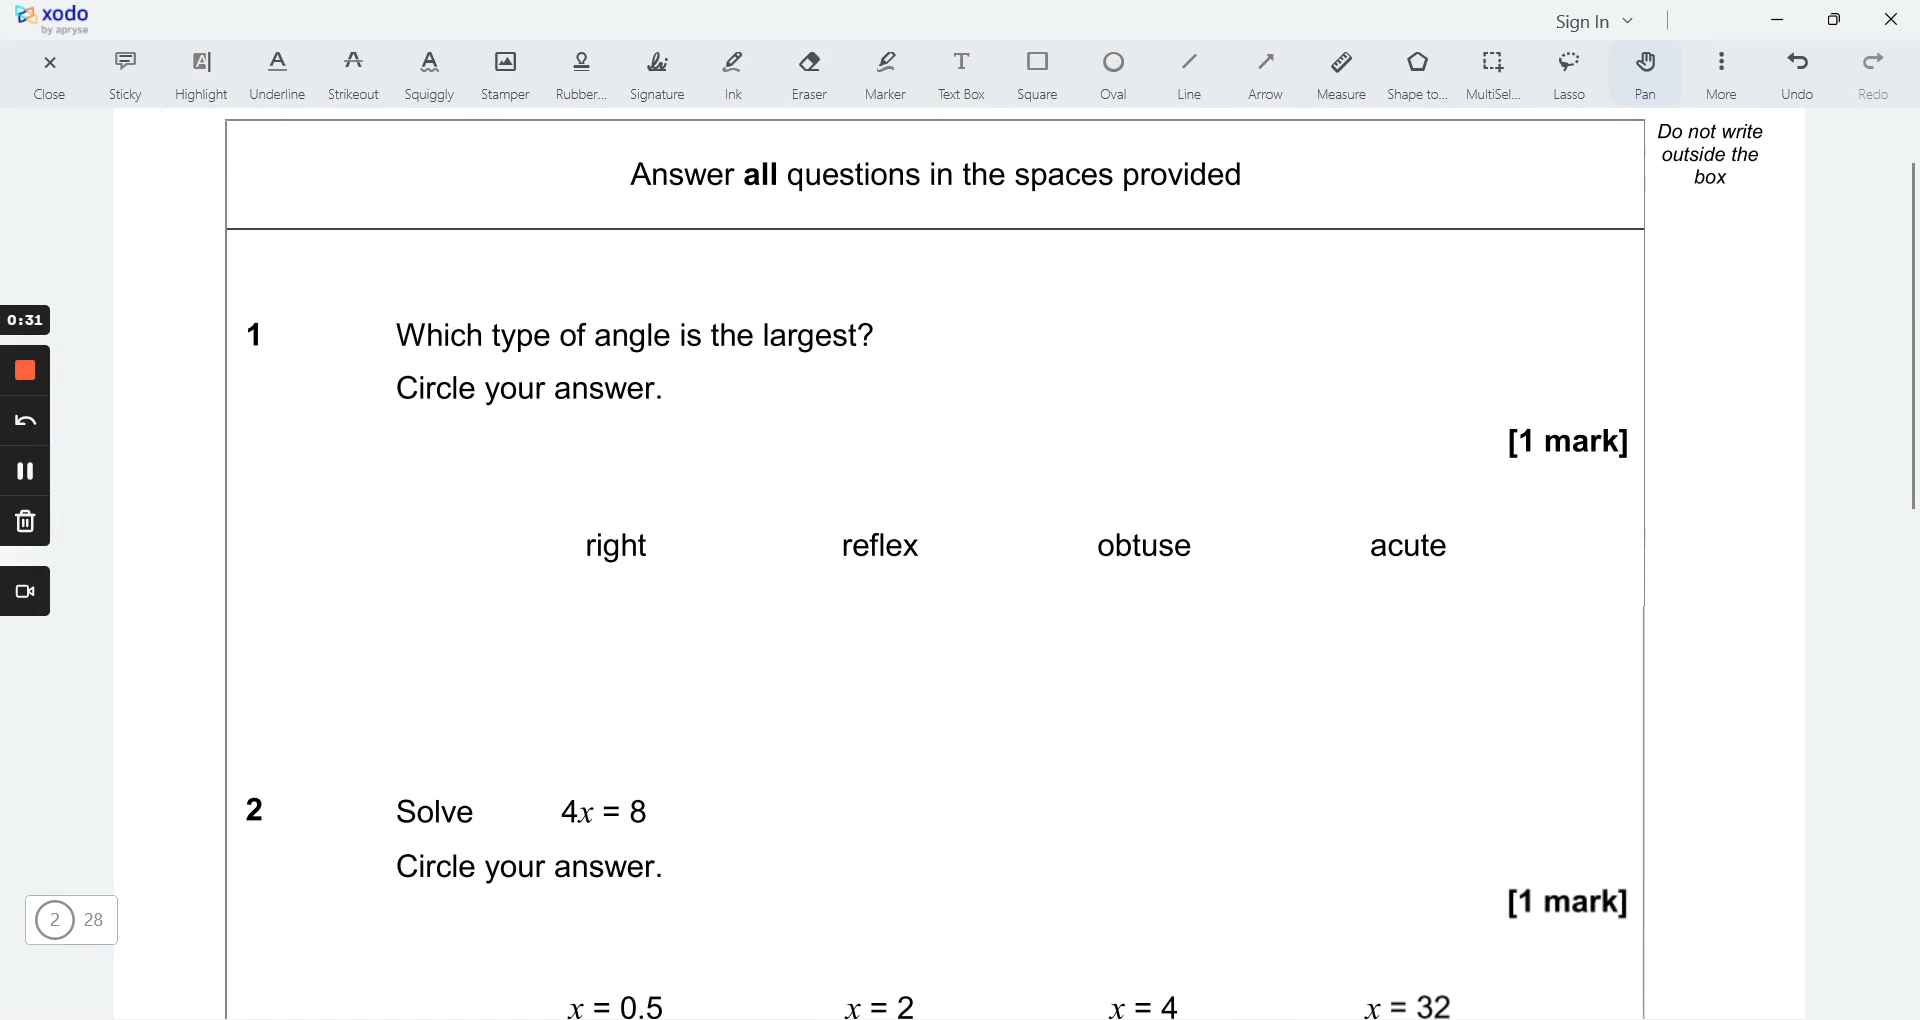 xodo
by apryse
Sign In
Close
Sticky
Highlight
Underline
Strikeout
Squiggly
Stamper
Rubber...
Signature
Ink
Eraser
Marker
Text Box
Square
Oval
Line
Arrow
Measure
Shape to...
MultiSel...
Lasso
Pan
More
Undo
Redo
Answer all questions in the spaces provided
Do not write
outside the
box
0:31
1 Which type of angle is the largest?
Circle your answer.
[1 mark]
right reflex obtuse acute
2 Solve 4x = 8
Circle your answer.
[1 mark]
2 28
x = 0.5 x = 2 x = 4 x = 32